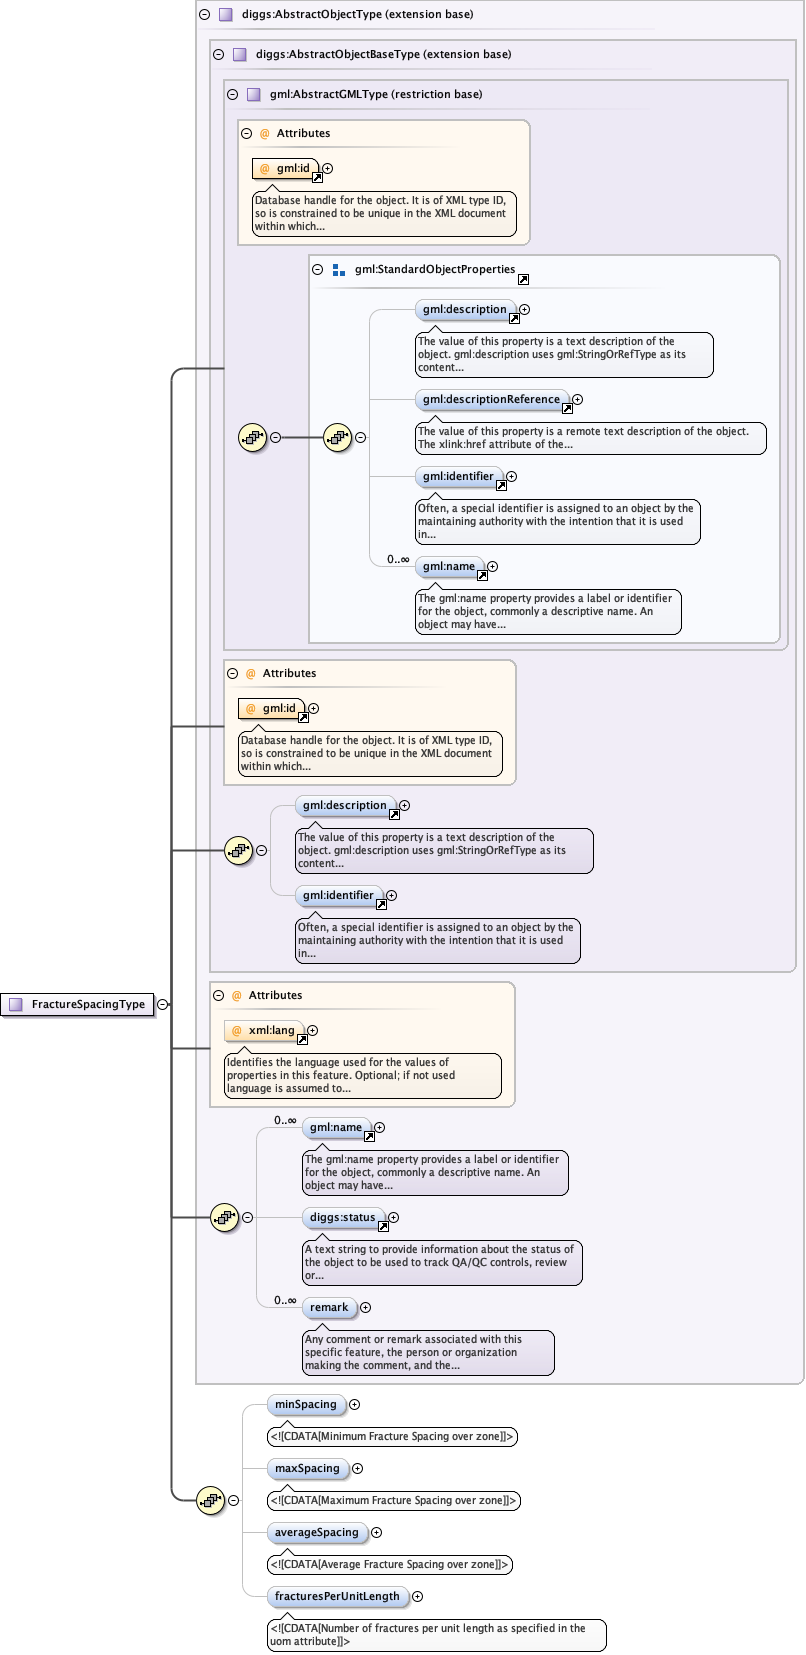 diggs:AbstractObjectType (extension base)
diggs:AbstractObjectBaseType (extension base)
gml:AbstractGMLType (restriction base)
@ Attributes
@ gml:id
Database handle for the object. It is of XML type ID,
so is constrained to be unique in the XML document
within which...
gml:StandardObjectProperties
gml:description
The value of this property is a text description of the
object. gml:description uses gml:StringOrRefType as its
content...
gml:descriptionReference
The value of this property is a remote text description of the object.
The xlink:href attribute of the...
gml:identifier
Often, a special identifier is assigned to an object by the
maintaining authority with the intention that it is used
in...
0..∞
gml:name
The gml:name property provides a label or identifier
for the object, commonly a descriptive name. An
object may have...
@ Attributes
@ gml:id
Database handle for the object. It is of XML type ID,
so is constrained to be unique in the XML document
within which...
gml:description
The value of this property is a text description of the
object. gml:description uses gml:StringOrRefType as its
content...
gml:identifier
Often, a special identifier is assigned to an object by the
maintaining authority with the intention that it is used
in...
FractureSpacingType
@ Attributes
@ xml:lang
Identifies the language used for the values of
properties in this feature. Optional; if not used
language is assumed to...
0..∞
gml:name
The gml:name property provides a label or identifier
for the object, commonly a descriptive name. An
object may have...
diggs:status
A text string to provide information about the status of
the object to be used to track QA/QC controls, review
or...
0..∞
remark
Any comment or remark associated with this
specific feature, the person or organization
making the comment, and the...
minSpacing
<![CDATA[Minimum Fracture Spacing over zone]]>
maxSpacing
<![CDATA[Maximum Fracture Spacing over zone]]>
averageSpacing
<![CDATA[Average Fracture Spacing over zone]]>
fracturesPerUnitLength
<![CDATA[Number of fractures per unit length as specified in the
uom attribute]]>